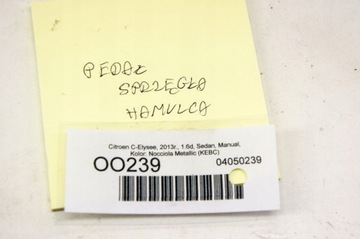 PEDAŁ
SPRZĘGŁA
HAMULCA
Citroen C-Elysee, 2013r., 1.6d, Sedan, Manual,
Kolor: Nocciola Metallic (KEBC)
OO239
04050239